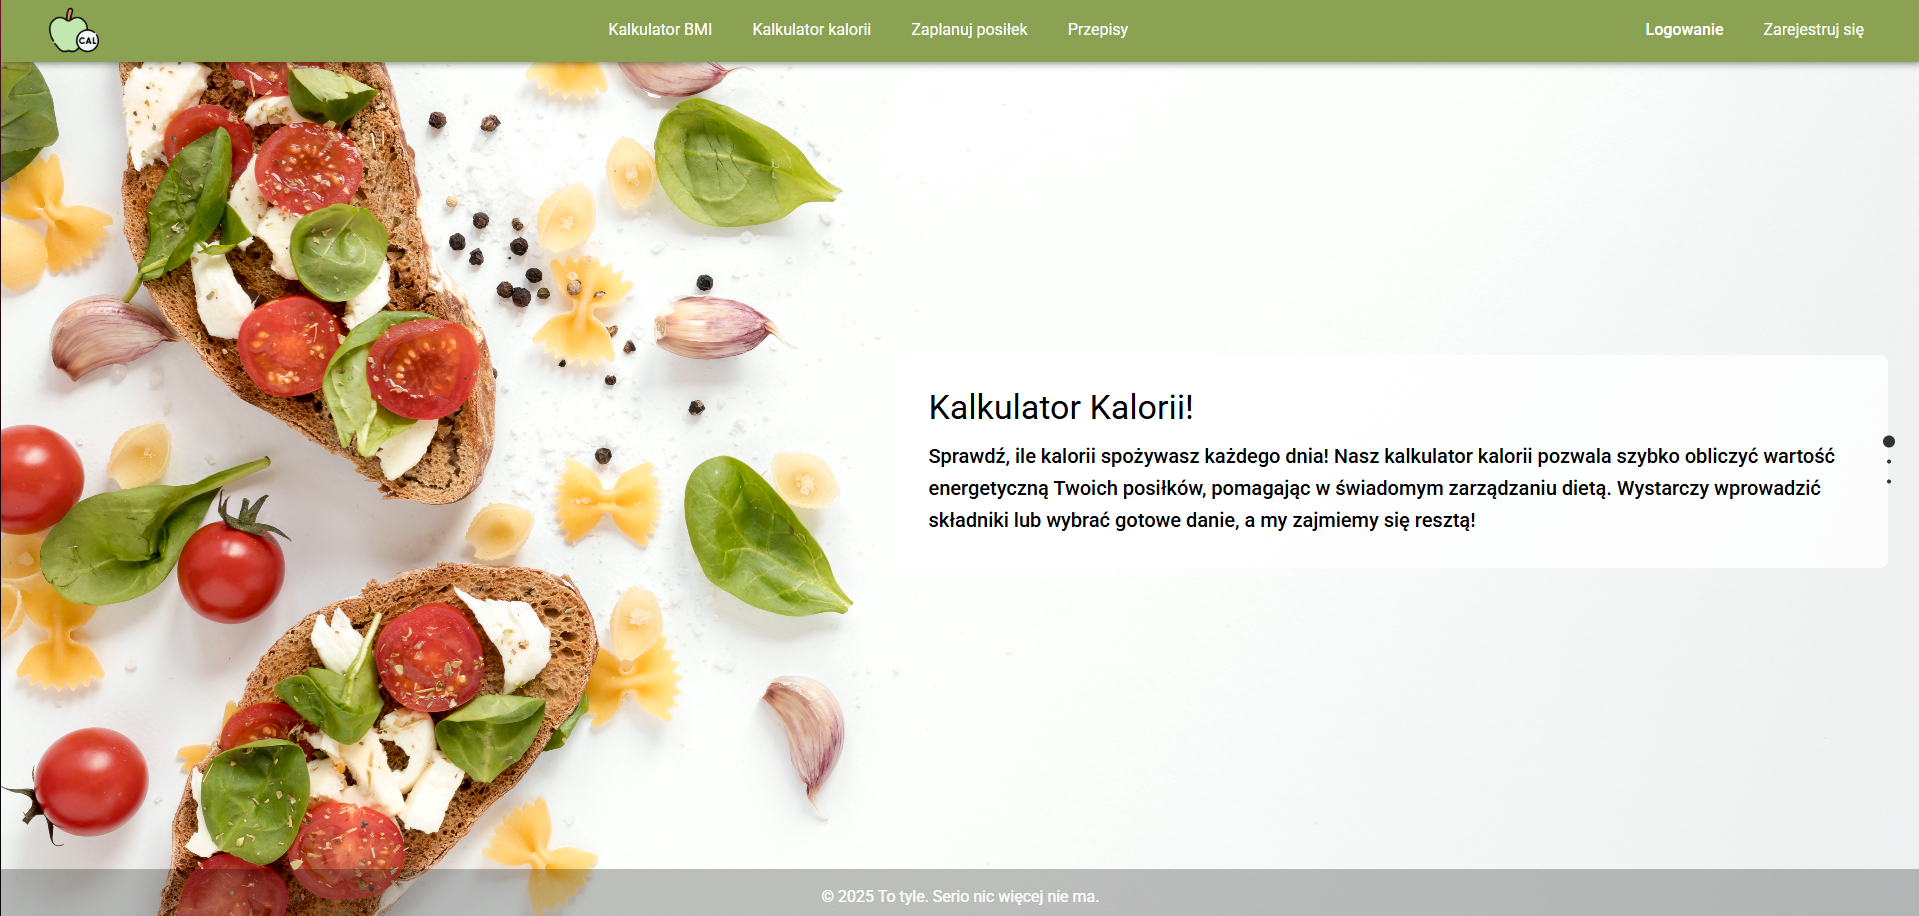 CAL
Kalkulator BMI
Kalkulator kalorii
Zaplanuj posiłek
Przepisy
Logowanie
Zarejestruj się
Kalkulator Kalorii!
Sprawdź, ile kalorii spożywasz każdego dnia! Nasz kalkulator kalorii pozwala szybko obliczyć wartość
energetyczną Twoich posiłków, pomagając w świadomym zarządzaniu dietą. Wystarczy wprowadzić
składniki lub wybrać gotowe danie, a my zajmiemy się resztą!
© 2025 To tyle. Serio nic więcej nie ma.